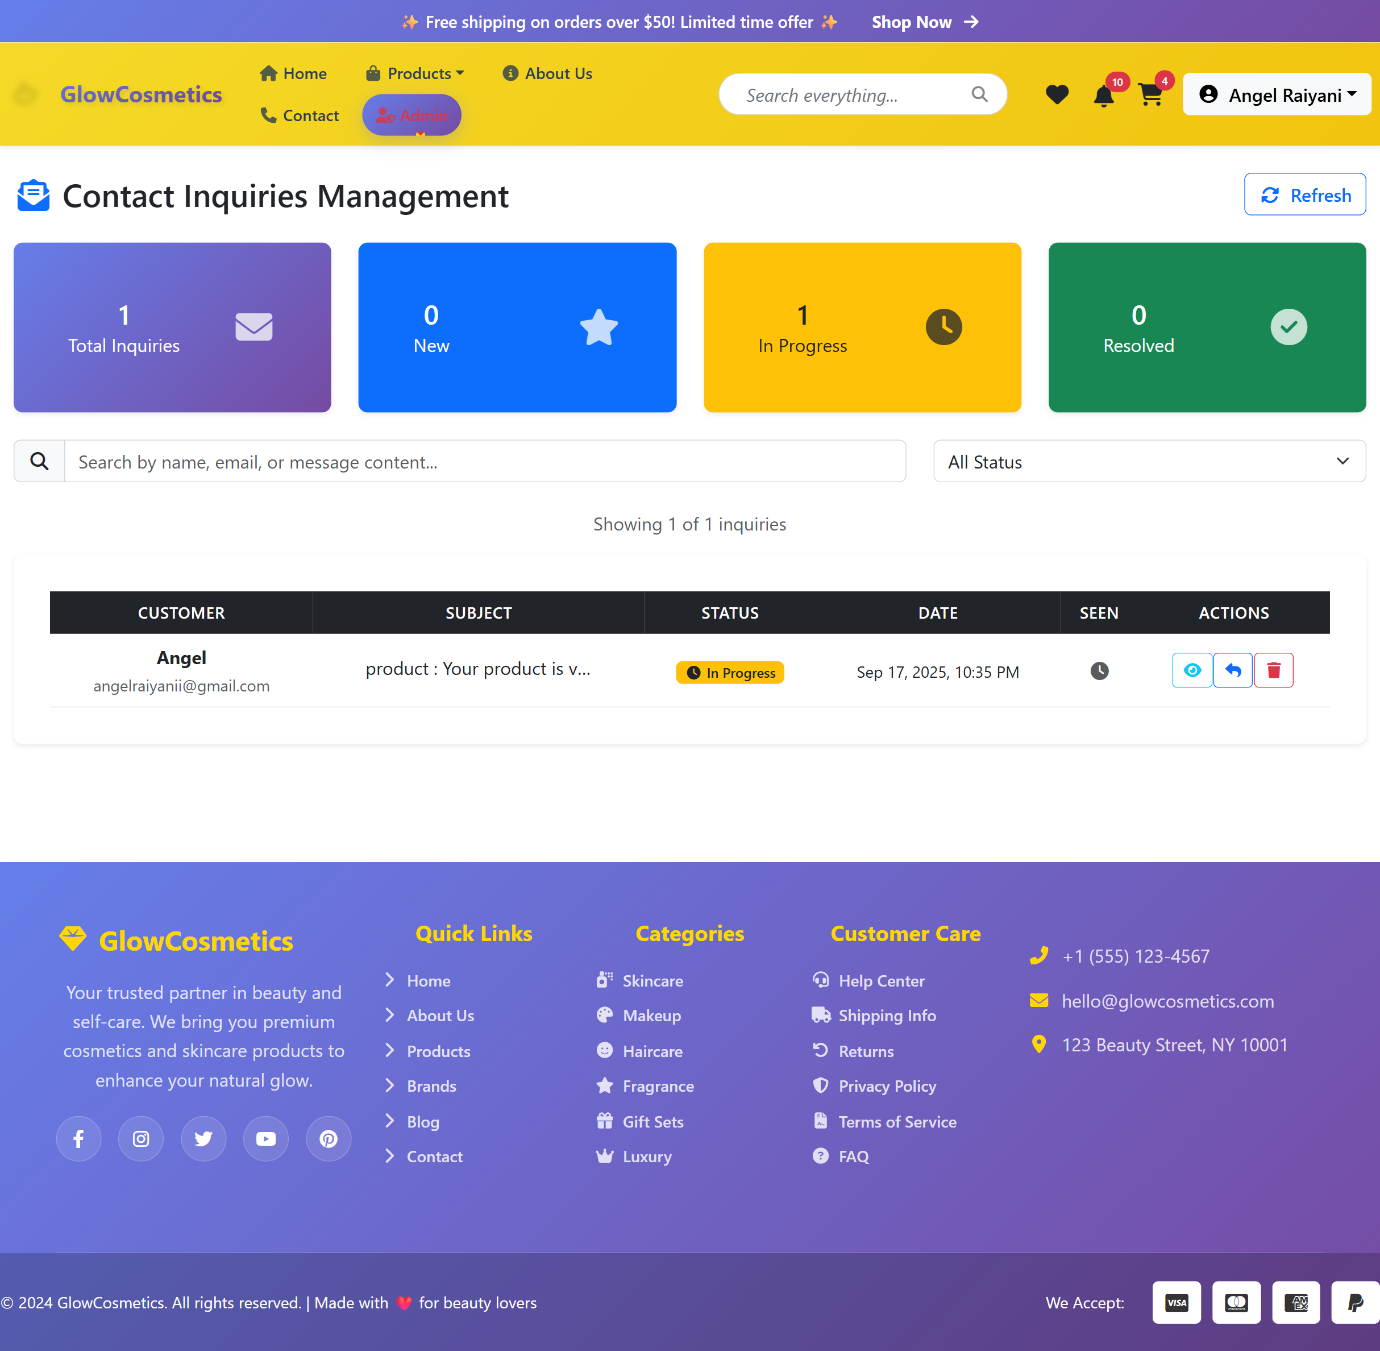 ✨ Free shipping on orders over $50! Limited time offer ✨ Shop Now →
GlowCosmetics
Home
Products
About Us
Contact
Admin
Search everything...
10
4
Angel Raiyani
Contact Inquiries Management
Refresh
1
Total Inquiries
0
New
1
In Progress
0
Resolved
Search by name, email, or message content...
All Status
Showing 1 of 1 inquiries
CUSTOMER SUBJECT STATUS DATE SEEN ACTIONS
Angel
angelraiyanii@gmail.com
product : Your product is v...
In Progress
Sep 17, 2025, 10:35 PM
GlowCosmetics
Your trusted partner in beauty and
self-care. We bring you premium
cosmetics and skincare products to
enhance your natural glow.
Quick Links
Home
About Us
Products
Brands
Blog
Contact
Categories
Skincare
Makeup
Haircare
Fragrance
Gift Sets
Luxury
Customer Care
Help Center
Shipping Info
Returns
Privacy Policy
Terms of Service
FAQ
+1 (555) 123-4567
hello@glowcosmetics.com
123 Beauty Street, NY 10001
© 2024 GlowCosmetics. All rights reserved. | Made with ❤️ for beauty lovers
We Accept:
VISA
AMEX